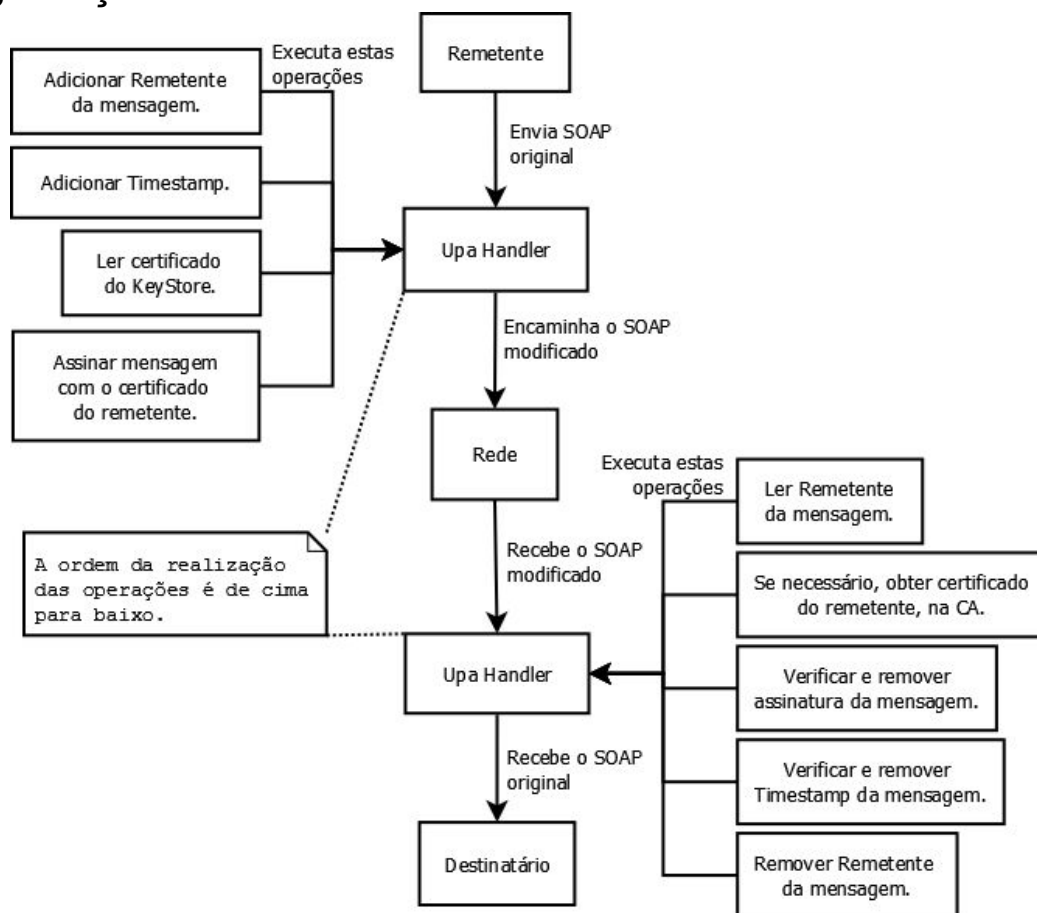 Remetente
Executa estas
operações
Adicionar Remetente
da mensagem.
Envia SOAP
original
Adicionar Timestamp.
Upa Handler
Ler certificado
do KeyStore.
Encaminha o SOAP
modificado
Assinar mensagem
com o certificado
do remetente.
Rede
Executa estas
operações
Ler Remetente
da mensagem.
Recebe o SOAP
modificado
A ordem da realização
das operações é de cima
para baixo.
Se necessário, obter certificado
do remetente, na CA.
Upa Handler
Verificar e remover
assinatura da mensagem.
Recebe o SOAP
original
Verificar e remover
Timestamp da mensagem.
Destinatário
Remover Remetente
da mensagem.